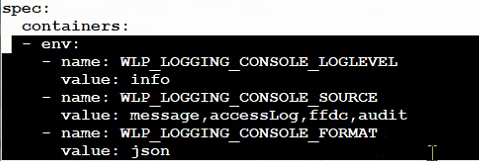 spec:
containers:
- env:
- name: WLP_LOGGING_CONSOLE_LOGLEVEL
value: info
- name: WLP_LOGGING_CONSOLE_SOURCE
value: message,accessLog,ffdc,audit
- name: WLP_LOGGING_CONSOLE_FORMAT
value: json